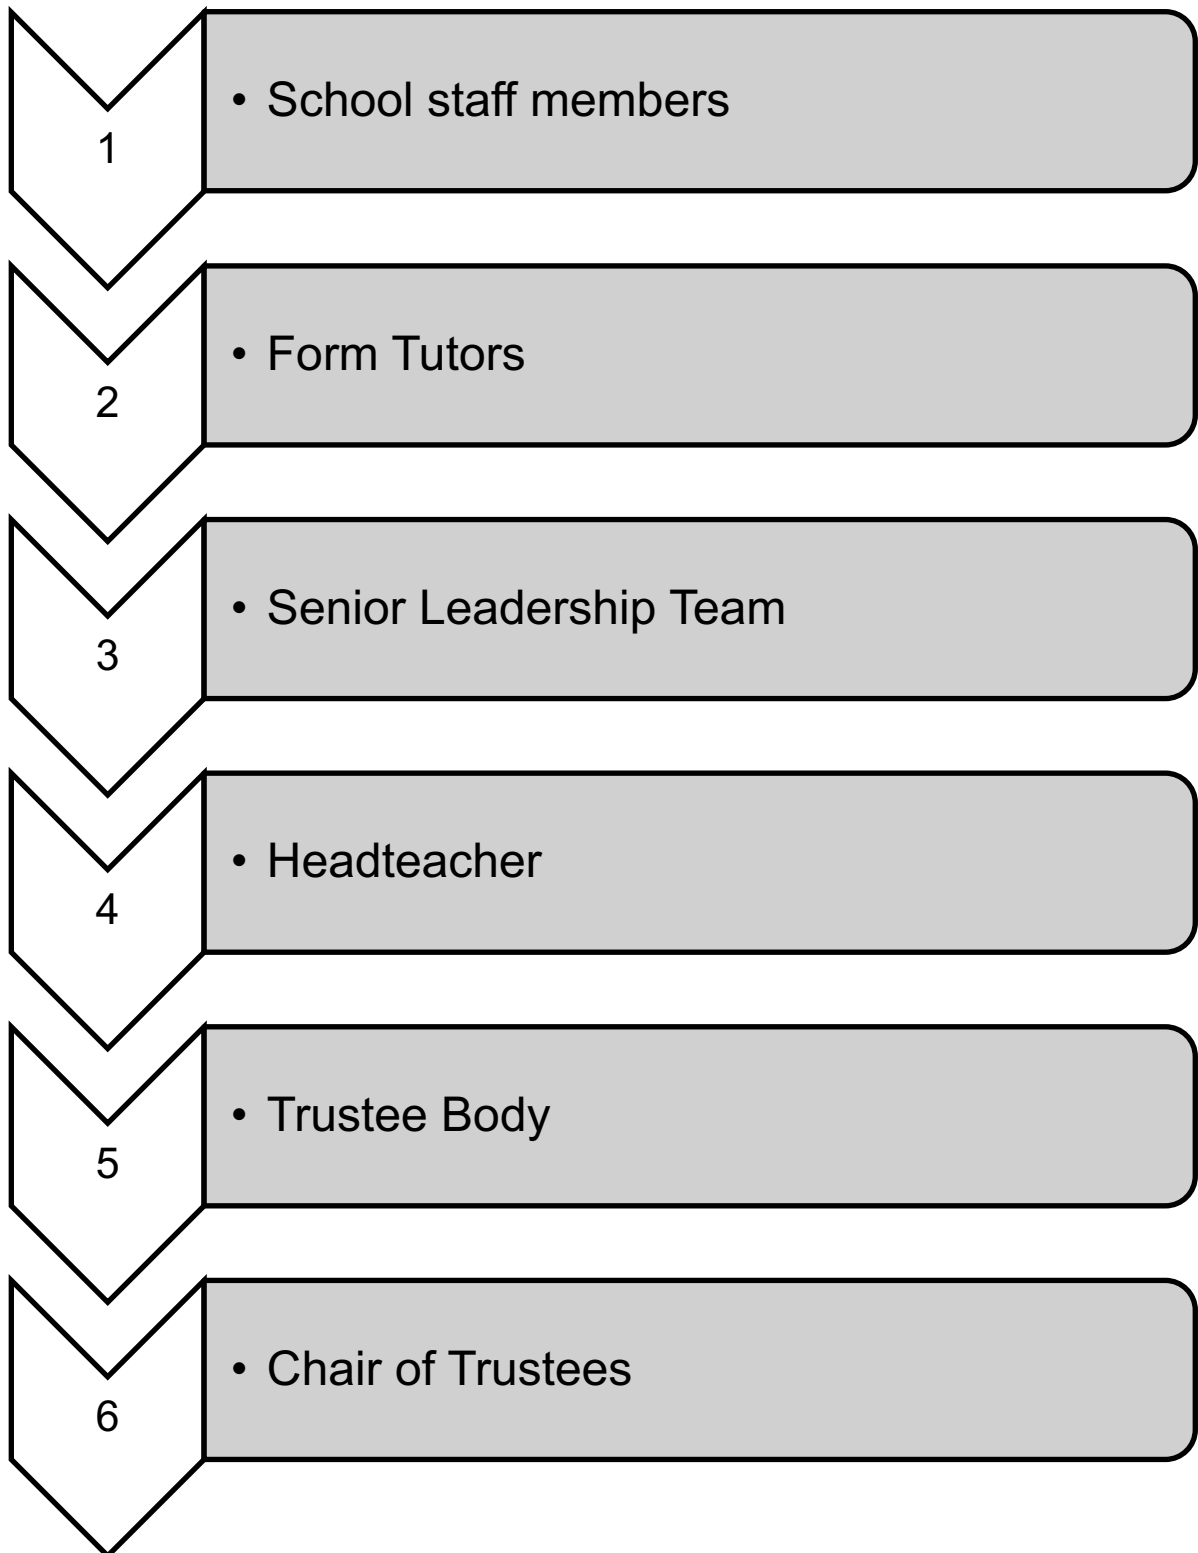 1
• School staff members
2
• Form Tutors
3
• Senior Leadership Team
4
• Headteacher
5
• Trustee Body
6
• Chair of Trustees